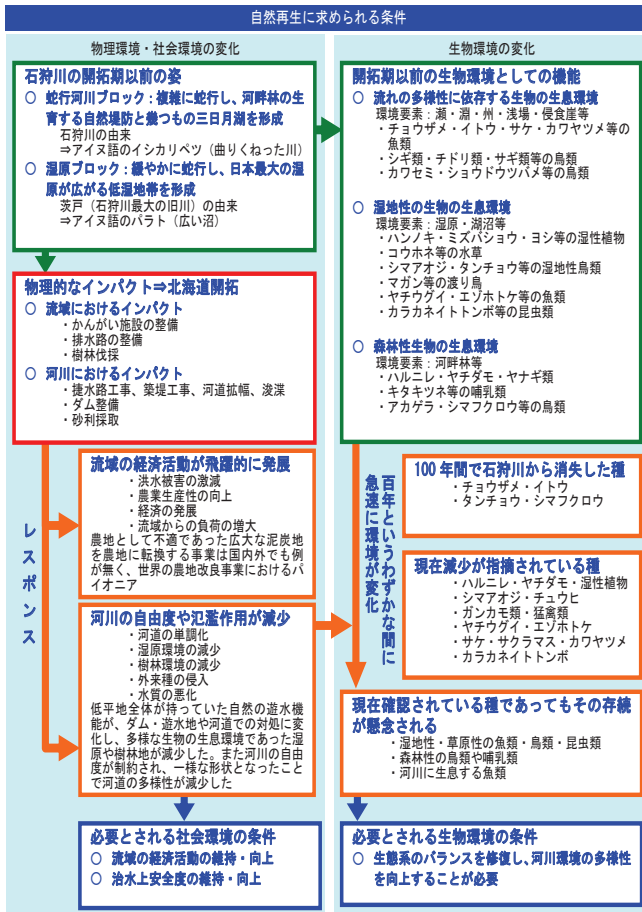 自然再生に求められる条件
物理環境・社会環境の変化
石狩川の開拓期以前の姿
○ 蛇行河川ブロック：複雑に蛇行し、河畔林の生
育する自然堤防と幾つもの三日月湖を形成
石狩川の由来
⇒アイヌ語のイシカリペツ（曲りくねった川）
○ 湿原ブロック：緩やかに蛇行し、日本最大の湿
原が広がる低湿地帯を形成
茨戸（石狩川最大の旧川）の由来
⇒アイヌ語のパラト（広い沼）
物理的なインパクト⇒北海道開拓
○ 流域におけるインパクト
・かんがい施設の整備
・排水路の整備
・樹林伐採
○ 河川におけるインパクト
・捷水路工事、築堤工事、河道拡幅、浚渫
・ダム整備
・砂利採取
レスポンス
流域の経済活動が飛躍的に発展
・洪水被害の激減
・農業生産性の向上
・経済の発展
・流域からの負荷の増大
農地として不適であった広大な泥炭地
を農地に転換する事業は国内外でも例
が無く、世界の農地改良事業におけるパ
イオニア
河川の自由度や氾濫作用が減少
・河道の単調化
・湿原環境の減少
・樹林環境の減少
・外来種の侵入
・水質の悪化
低平地全体が持っていた自然の遊水機
能が、ダム・遊水地や河道での対処に変
化し、多様な生物の生息環境であった湿
原や樹林地が減少した。また河川の自由
度が制約され、一様な形状となったこと
で河道の多様性が減少した
必要とされる社会環境の条件
○ 流域の経済活動の維持・向上
○ 治水上安全度の維持・向上
生物環境の変化
開拓期以前の生物環境としての機能
○ 流れの多様性に依存する生物の生息環境
環境要素：瀬・淵・州・浅場・侵食崖等
・チョウザメ・イトウ・サケ・カワヤツメ等の
魚類
・シギ類・チドリ類・サギ類等の鳥類
・カワセミ・ショウドウツバメ等の鳥類
○ 湿地性の生物の生息環境
環境要素：湿原・湖沼等
・ハンノキ・ミズバショウ・ヨシ等の湿性植物
・コウホネ等の水草
・シマアオジ・タンチョウ等の湿地性鳥類
・マガン等の渡り鳥
・ヤチウグイ・エゾホトケ等の魚類
・カラカネイトトンボ等の昆虫類
○ 森林性生物の生息環境
環境要素：河畔林等
・ハルニレ・ヤチダモ・ヤナギ類
・キタキツネ等の哺乳類
・アカゲラ・シマフクロウ等の鳥類
百年というわずかな間に
急速に環境が変化
100年間で石狩川から消失した種
・チョウザメ・イトウ
・タンチョウ・シマフクロウ
現在減少が指摘されている種
・ハルニレ・ヤチダモ・湿性植物
・シマアオジ・チュウヒ
・ガンカモ類・猛禽類
・ヤチウグイ・エゾホトケ
・サケ・サクラマス・カワヤツメ
・カラカネイトトンボ
現在確認されている種であってもその存続
が懸念される
・湿地性・草原性の魚類・鳥類・昆虫類
・森林性の鳥類や哺乳類
・河川に生息する魚類
必要とされる生物環境の条件
○ 生態系のバランスを修復し、河川環境の多様性
を向上することが必要